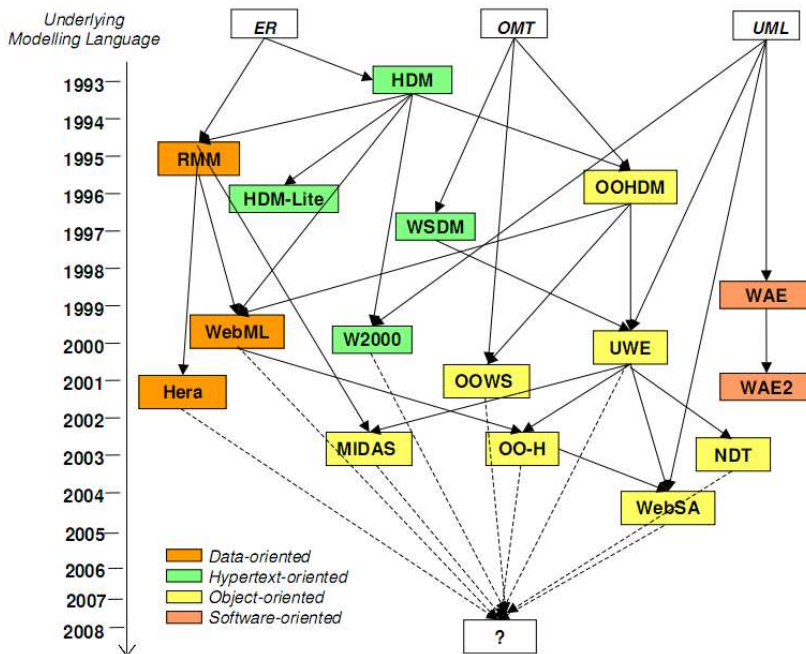 Underlying
Modelling Language
ER
OMT
UML
1993
HDM
1994
1995
RMM
1996
HDM-Lite
OOHDM
1997
WSDM
1998
WAE
1999
WebML
2000
W2000
UWE
2001
Hera
OOWS
WAE2
2002
2003
MIDAS
OO-H
NDT
2004
WebSA
2005
Data-oriented
2006
Hypertext-oriented
2007
Object-oriented
2008
Software-oriented
?